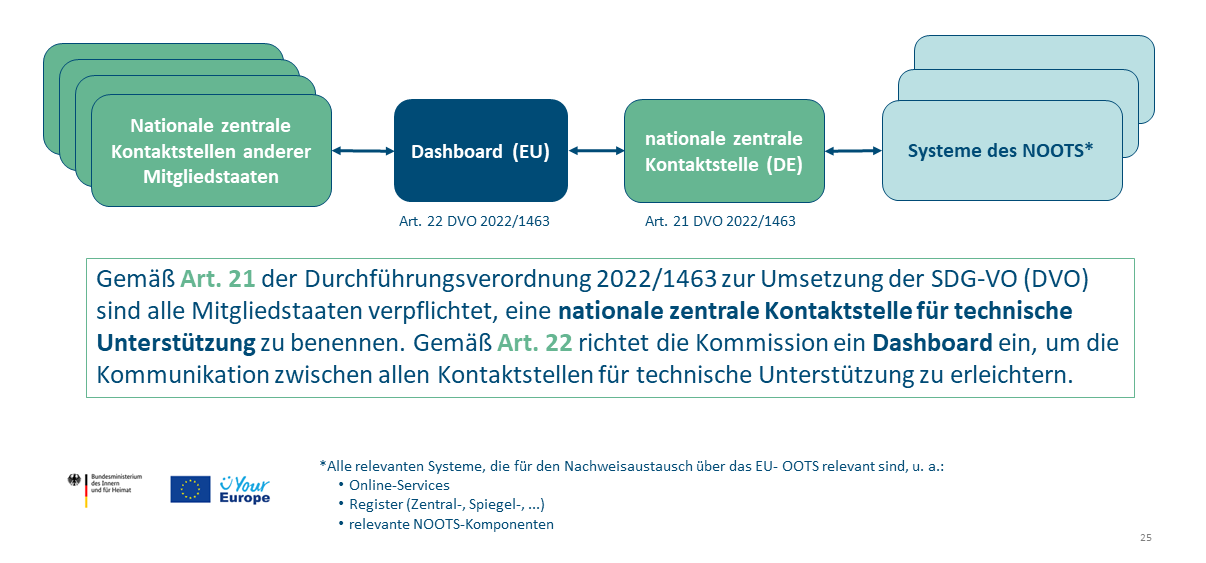 Nationale zentrale
Kontaktstellen anderer
Mitgliedstaaten
Dashboard (EU)
nationale zentrale
Kontaktstelle (DE)
Systeme des NOOTS*
Art. 22 DVO 2022/1463
Art. 21 DVO 2022/1463
Gemäß Art. 21 der Durchführungsverordnung 2022/1463 zur Umsetzung der SDG-VO (DVO)
sind alle Mitgliedstaaten verpflichtet, eine nationale zentrale Kontaktstelle für technische
Unterstützung zu benennen. Gemäß Art. 22 richtet die Kommission ein Dashboard ein, um die
Kommunikation zwischen allen Kontaktstellen für technische Unterstützung zu erleichtern.
Bundesministerium
des Innern
und für Heimat
Your
Europe
*Alle relevanten Systeme, die für den Nachweisaustausch über das EU- OOTS relevant sind, u. a.:
• Online-Services
• Register (Zentral-, Spiegel-, ...)
• relevante NOOTS-Komponenten
25